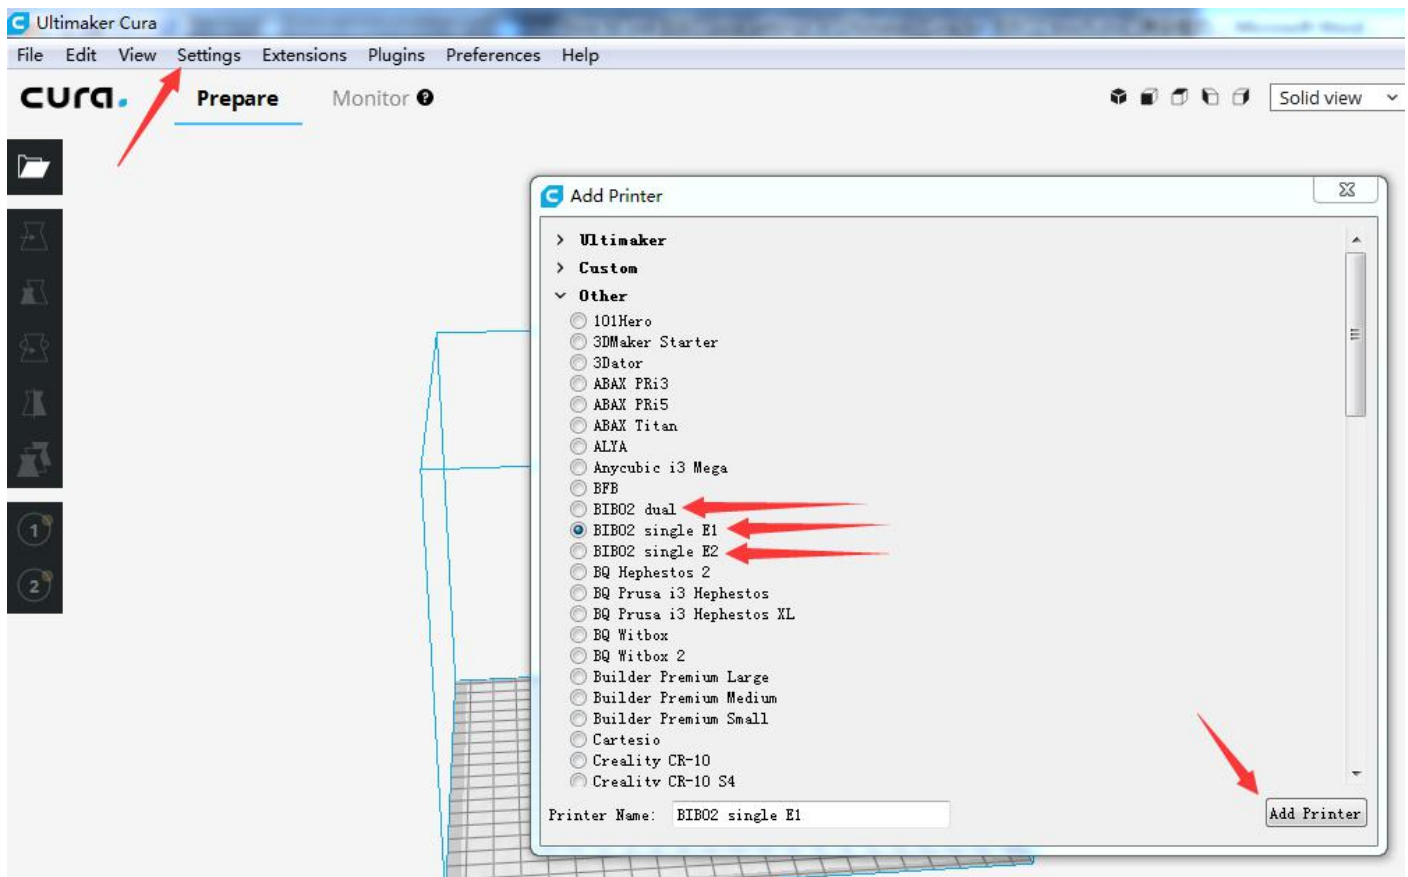 Ultimaker Cura
File Edit View Settings Extensions Plugins Preferences Help
cura. Prepare Monitor ?
Solid view
Add Printer
Ultimaker
Custom
Other
101Hero
3DMaker Starter
3Dator
ABAX PRi3
ABAX PRi5
ABAX Titan
ALYA
Anycubic i3 Mega
BFB
BIBO2 dual
BIBO2 single E1
BIBO2 single E2
BQ Hephestos 2
BQ Prusa i3 Hephestos
BQ Prusa i3 Hephestos XL
BQ Witbox
BQ Witbox 2
Builder Premium Large
Builder Premium Medium
Builder Premium Small
Cartesio
Creality CR-10
Creality CR-10 S4
Printer Name: BIBO2 single E1
Add Printer
1
2